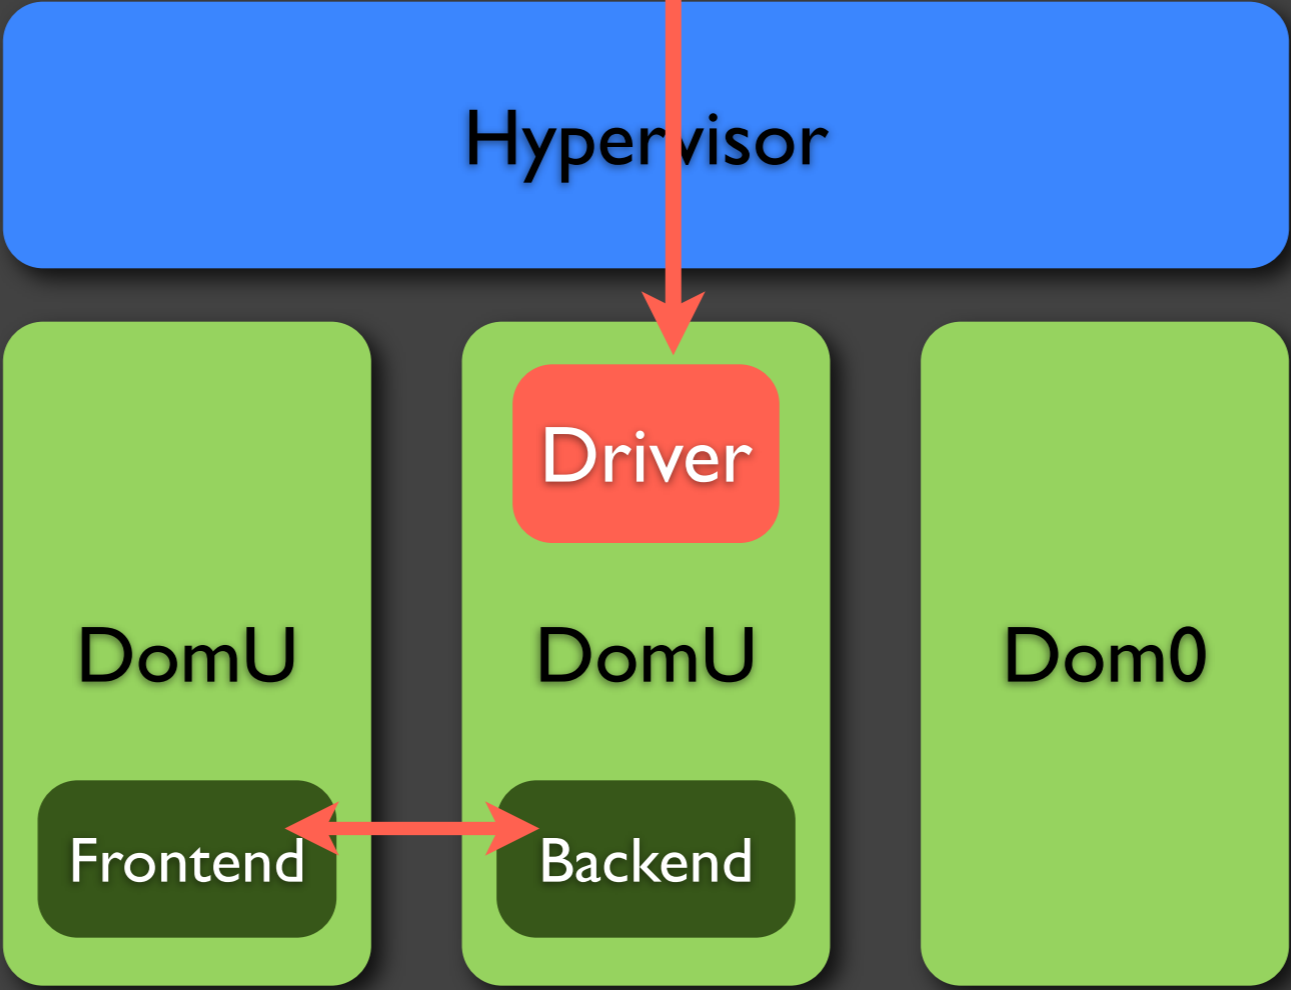 Hypervisor
Driver
DomU
DomU
Dom0
Frontend
Backend